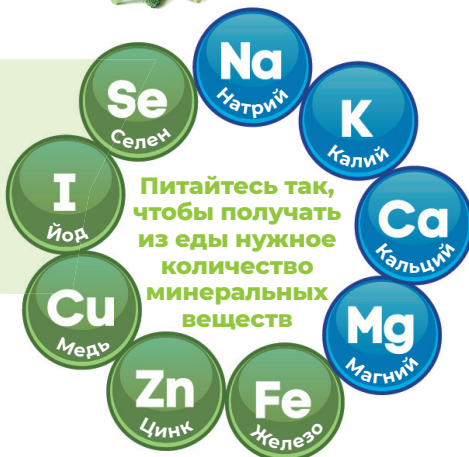 Na
Натрий
K
Калий
Ca
Кальций
Mg
Магний
Fe
Железо
Zn
Цинк
Cu
Медь
I
Йод
Se
Селен
Питайтесь так,
чтобы получать
из еды нужное
количество
минеральных
веществ